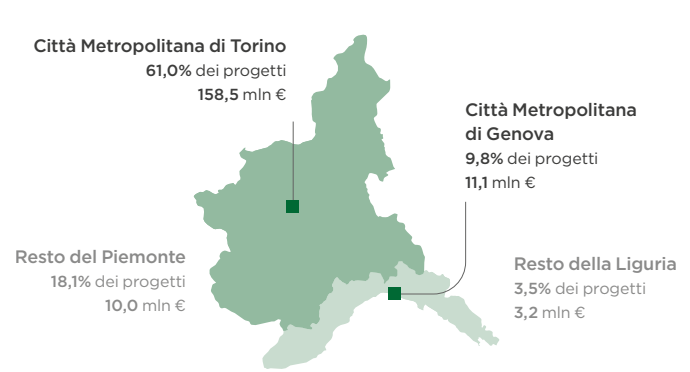 Città Metropolitana di Torino
61,0% dei progetti
158,5 mln €
Città Metropolitana
di Genova
9,8% dei progetti
11,1 mln €
Resto del Piemonte
18,1% dei progetti
10,0 mln €
Resto della Liguria
3,5% dei progetti
3,2 mln €